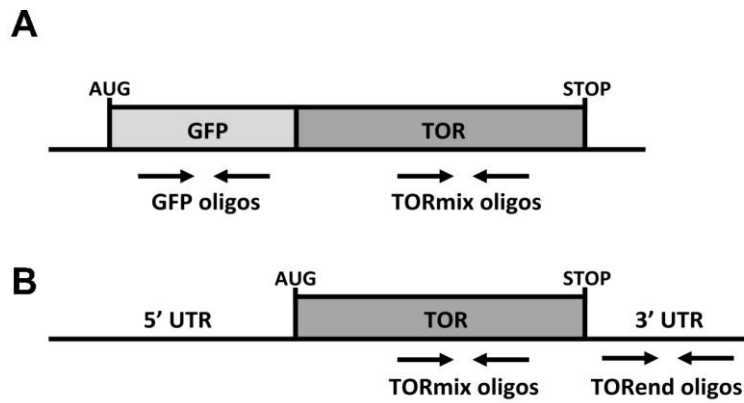 A
AUG STOP
GFP TOR
GFP oligos TORmix oligos
B
AUG STOP
5’ UTR TOR 3’ UTR
TORmix oligos TORend oligos